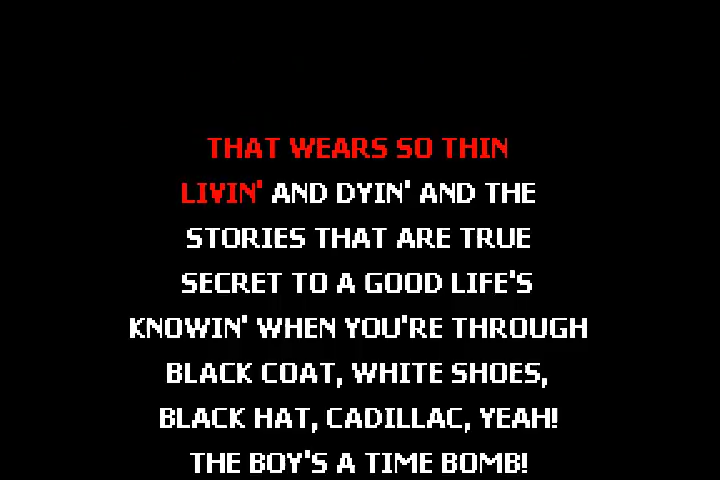 THAT WEARS SO THIN
LIVIN' AND DYIN' AND THE
STORIES THAT ARE TRUE
SECRET TO A GOOD LIFE'S
KNOWIN' WHEN YOU'RE THROUGH
BLACK COAT, WHITE SHOES,
BLACK HAT, CADILLAC, YEAH!
THE BOY'S A TIME BOMB!